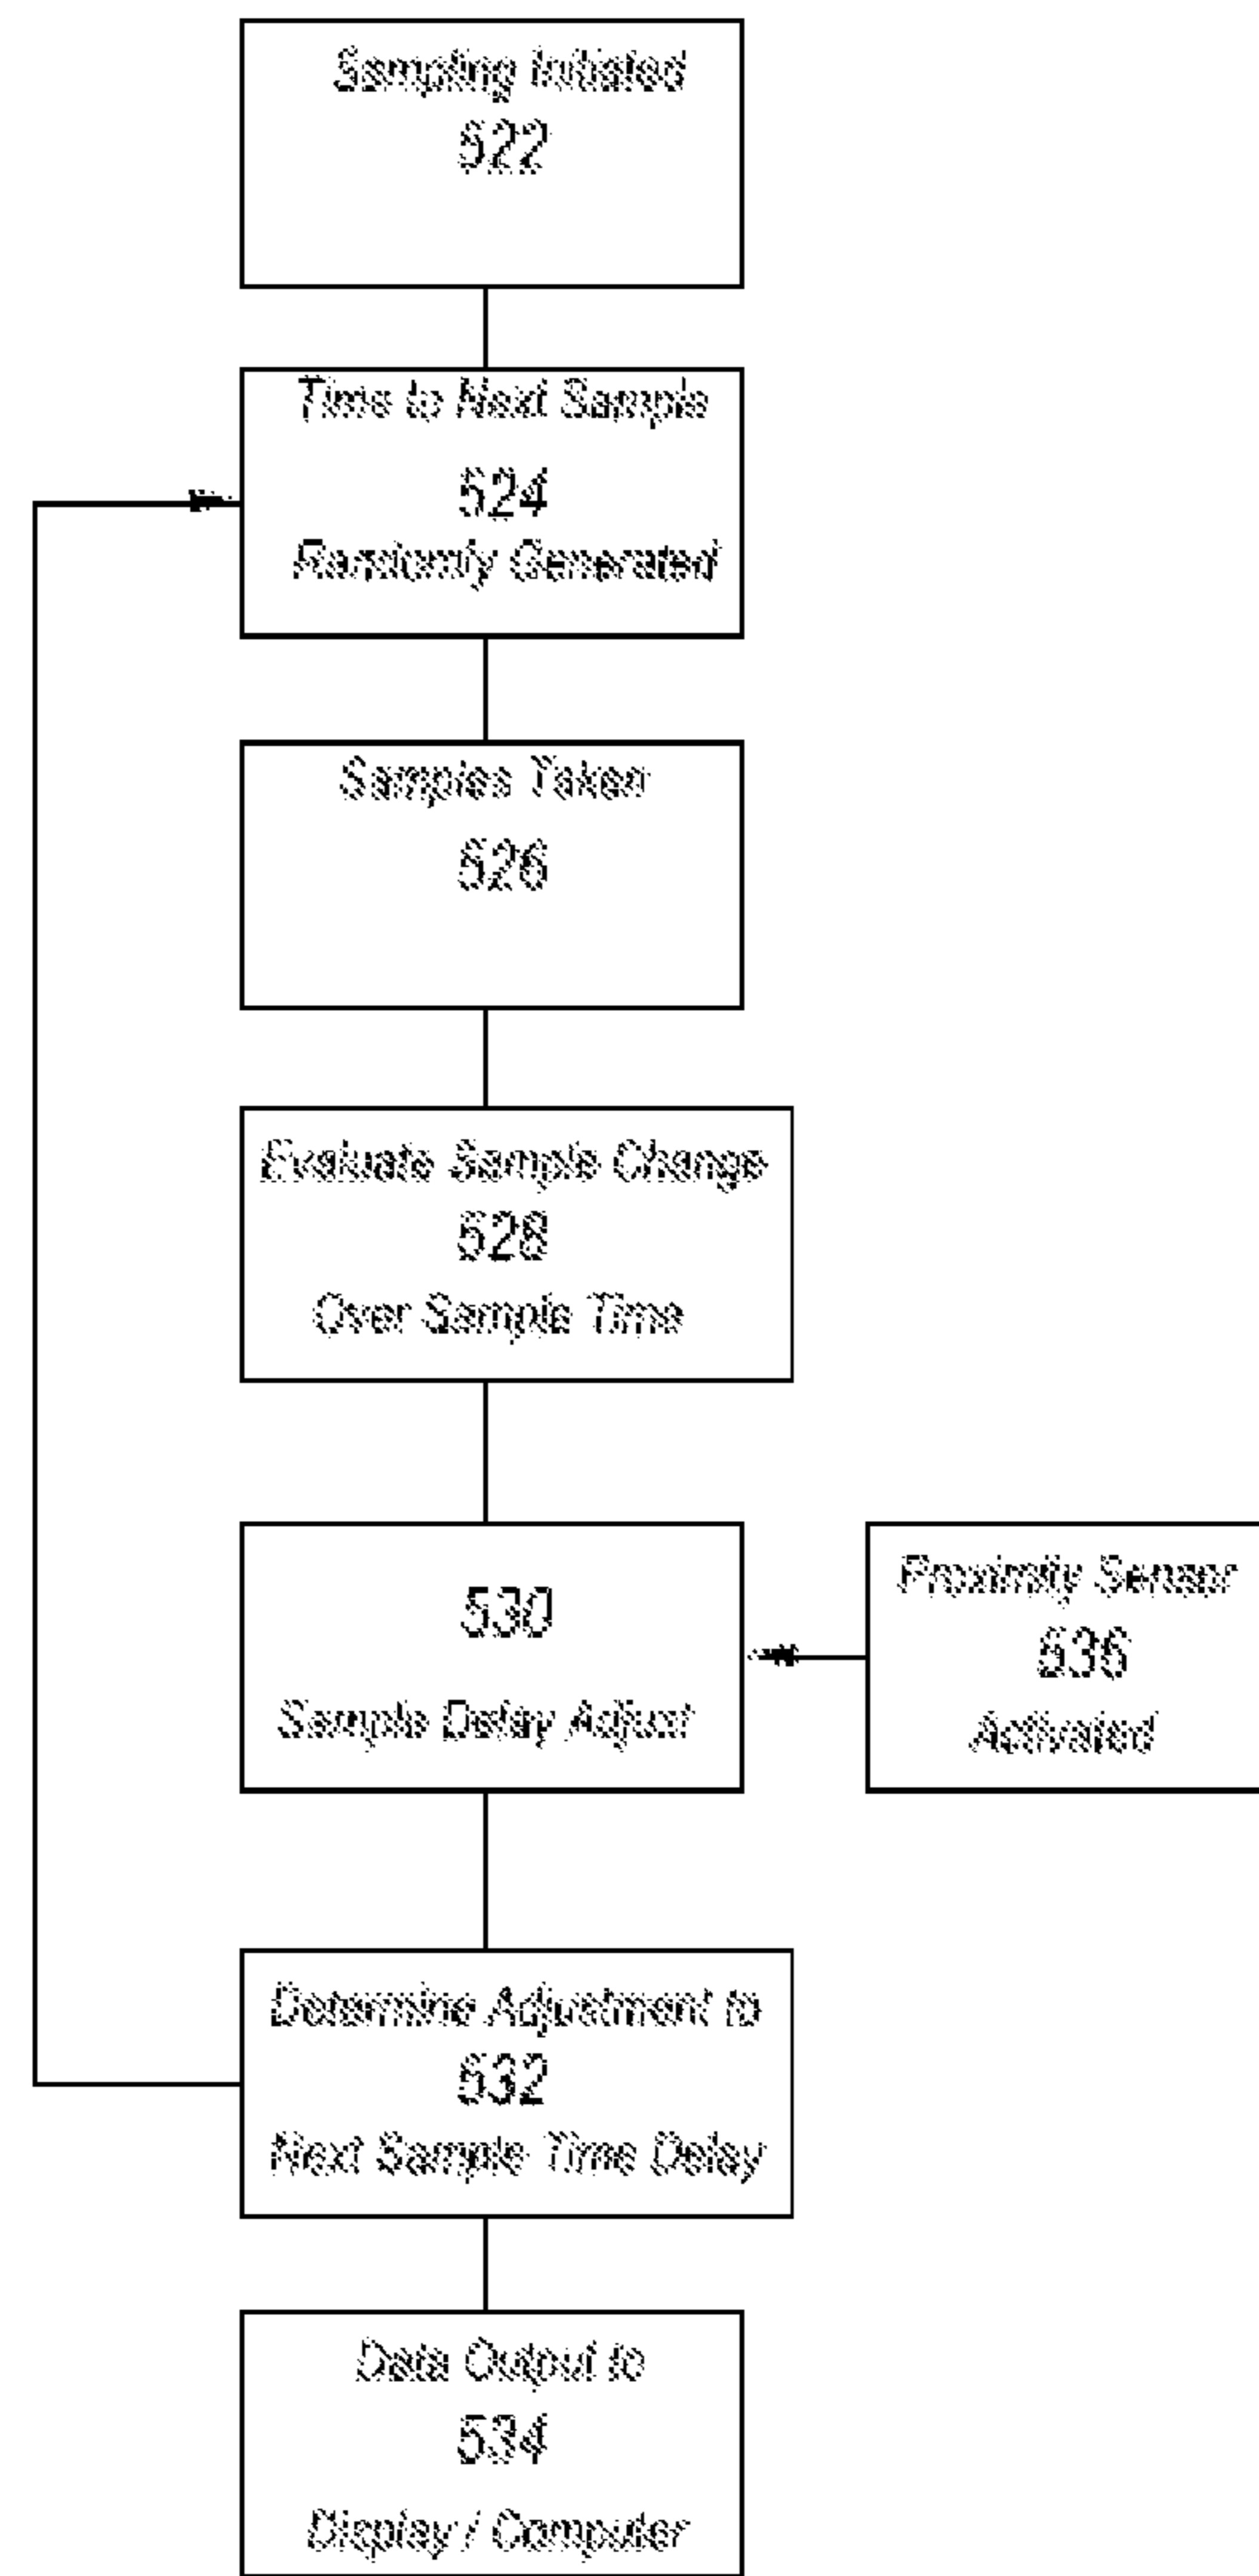 Sampling Initiated
522
Time to Next Sample
524
Randomly Generated
Samples Taken
526
Evaluate Sample Change
528
Over Sample Time
530
Sample Delay Adjust
Proximity Sensor
536
Activated
Determine Adjustment to
532
Next Sample Time Delay
Data Output to
534
Display / Computer